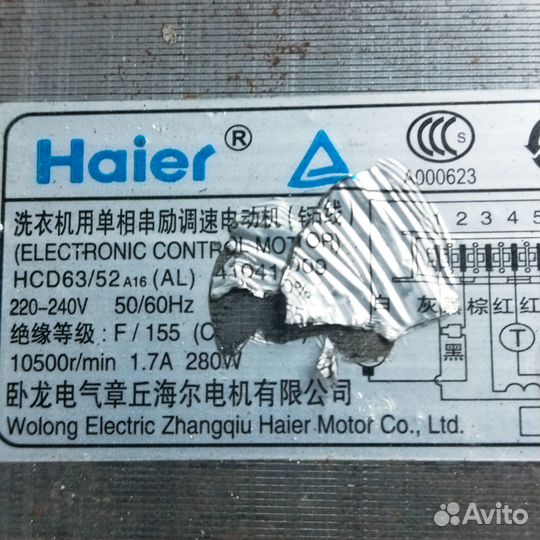 Haier ®
S
A000623
洗衣机用单相串励调速电动机
(ELECTRONIC CONTROL MOTOR)
HCD63/52 A16 (AL)
220-240V 50/60Hz
绝缘等级: F/155
10500r/min 1.7A 280W
卧龙电气章丘海尔电机有限公司
Wolong Electric Zhangqiu Haier Motor Co., Ltd.
1 2 3 4 5
白 灰 黑 棕 红 红
黑
T
Avito